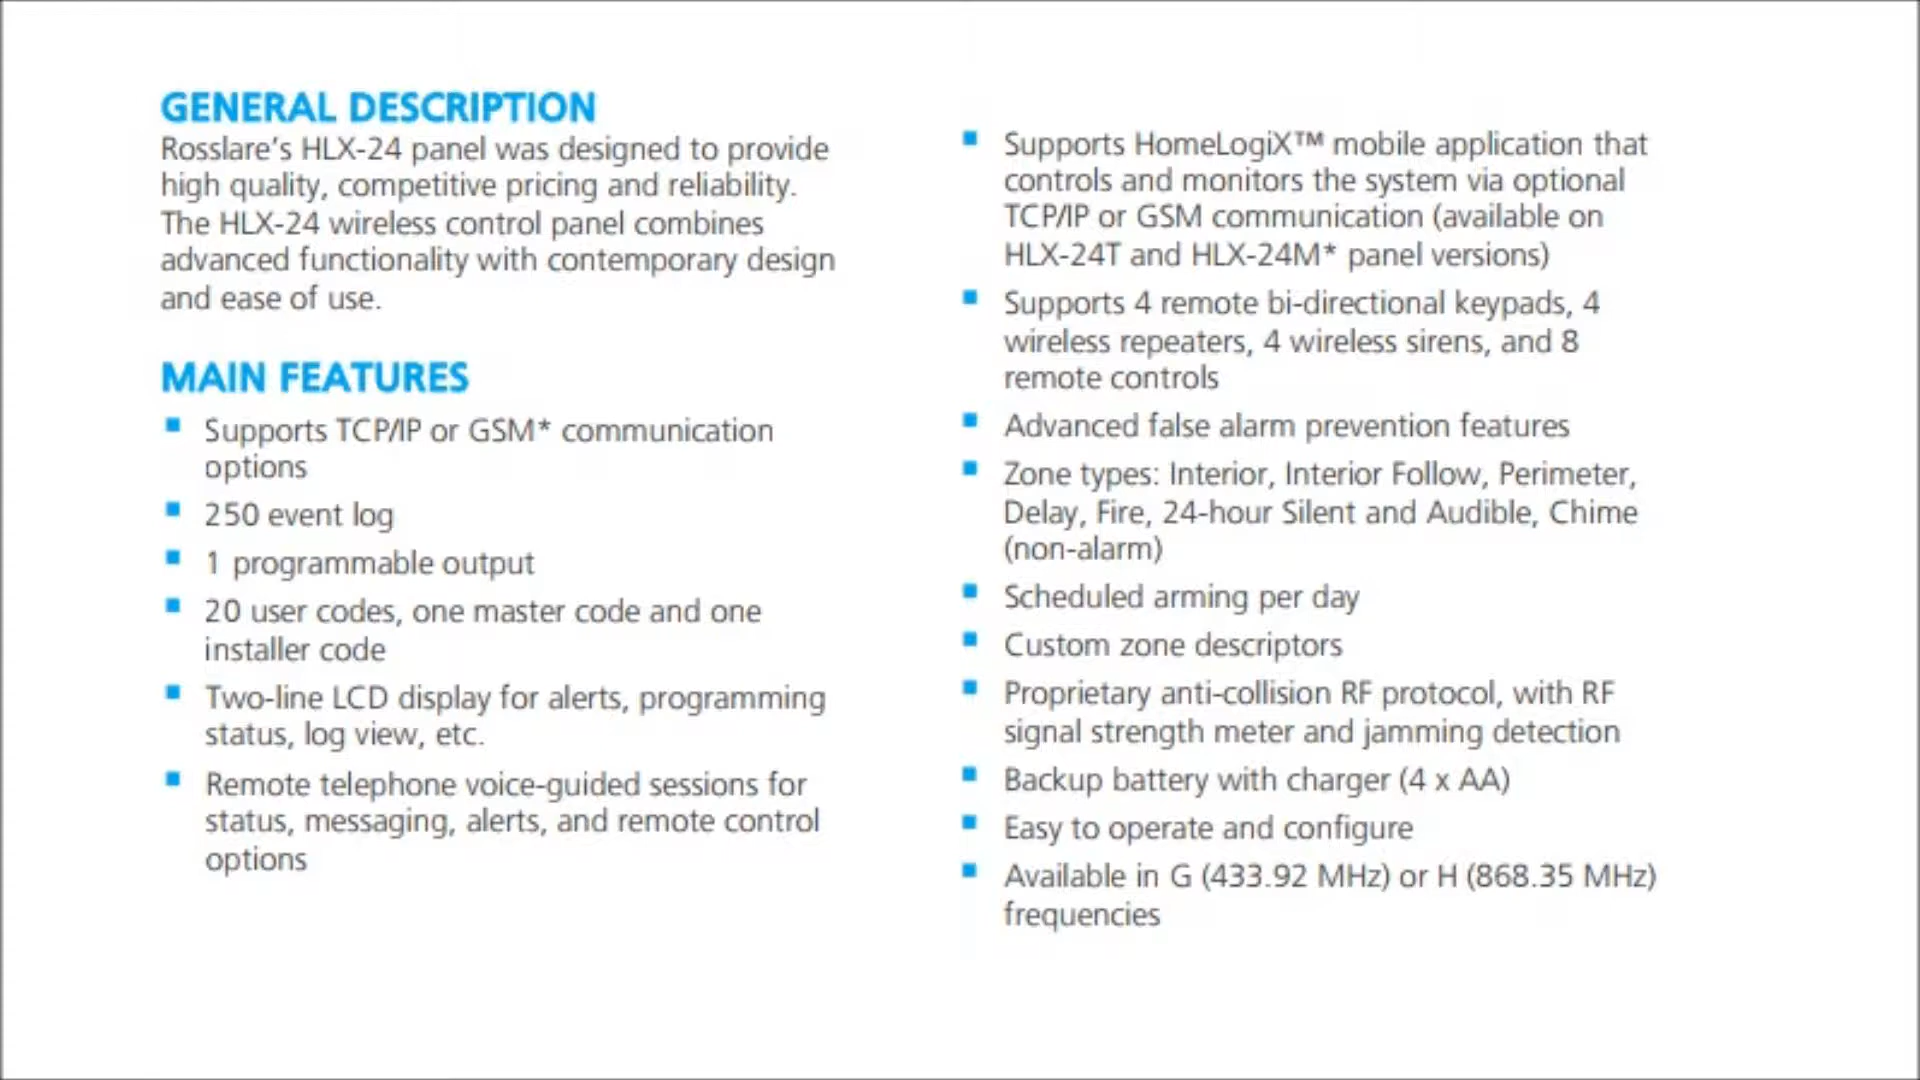 GENERAL DESCRIPTION
Rosslare's HLX-24 panel was designed to provide
high quality, competitive pricing and reliability.
The HLX-24 wireless control panel combines
advanced functionality with contemporary design
and ease of use.
MAIN FEATURES
Supports TCP/IP or GSM* communication
options
250 event log
1 programmable output
20 user codes, one master code and one
installer code
Two-line LCD display for alerts, programming
status, log view, etc.
Remote telephone voice-guided sessions for
status, messaging, alerts, and remote control
options
Supports HomeLogiX™ mobile application that
controls and monitors the system via optional
TCP/IP or GSM communication (available on
HLX-24T and HLX-24M* panel versions)
Supports 4 remote bi-directional keypads, 4
wireless repeaters, 4 wireless sirens, and 8
remote controls
Advanced false alarm prevention features
Zone types: Interior, Interior Follow, Perimeter,
Delay, Fire, 24-hour Silent and Audible, Chime
(non-alarm)
Scheduled arming per day
Custom zone descriptors
Proprietary anti-collision RF protocol, with RF
signal strength meter and jamming detection
Backup battery with charger (4 x AA)
Easy to operate and configure
Available in G (433.92 MHz) or H (868.35 MHz)
frequencies